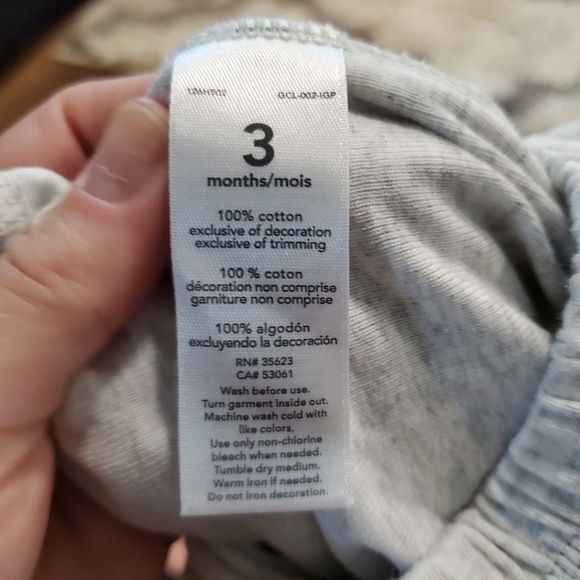 126H502 GCL-002-IGP
3
months/mois
100% cotton
exclusive of decoration
exclusive of trimming
100 % coton
décoration non comprise
garniture non comprise
100% algodón
excluyendo la decoración
RN# 35623
CA# 53061
Wash before use.
Turn garment inside out.
Machine wash cold with
like colors.
Use only non-chlorine
bleach when needed.
Tumble dry medium.
Warm iron if needed.
Do not iron decoration.